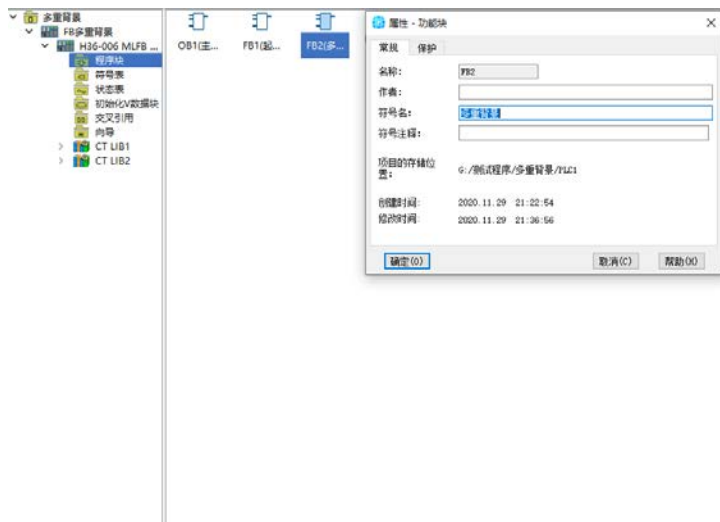 多重背景
FB多重背景
H36-006 MLFB ...
程序块
符号表
状态表
初始化V数据块
交叉引用
向导
CT LIB1
CT LIB2
OB1(主...
FB1(起...
FB2(多...
属性 - 功能块
常规
保护
名称:
FB2
作者:
符号名:
多重背景
符号注释:
项目的存储位置:
G:/测试程序/多重背景/PLC1
创建时间:
2020.11.29 21:22:54
修改时间:
2020.11.29 21:36:56
确定(O)
取消(C)
帮助(H)